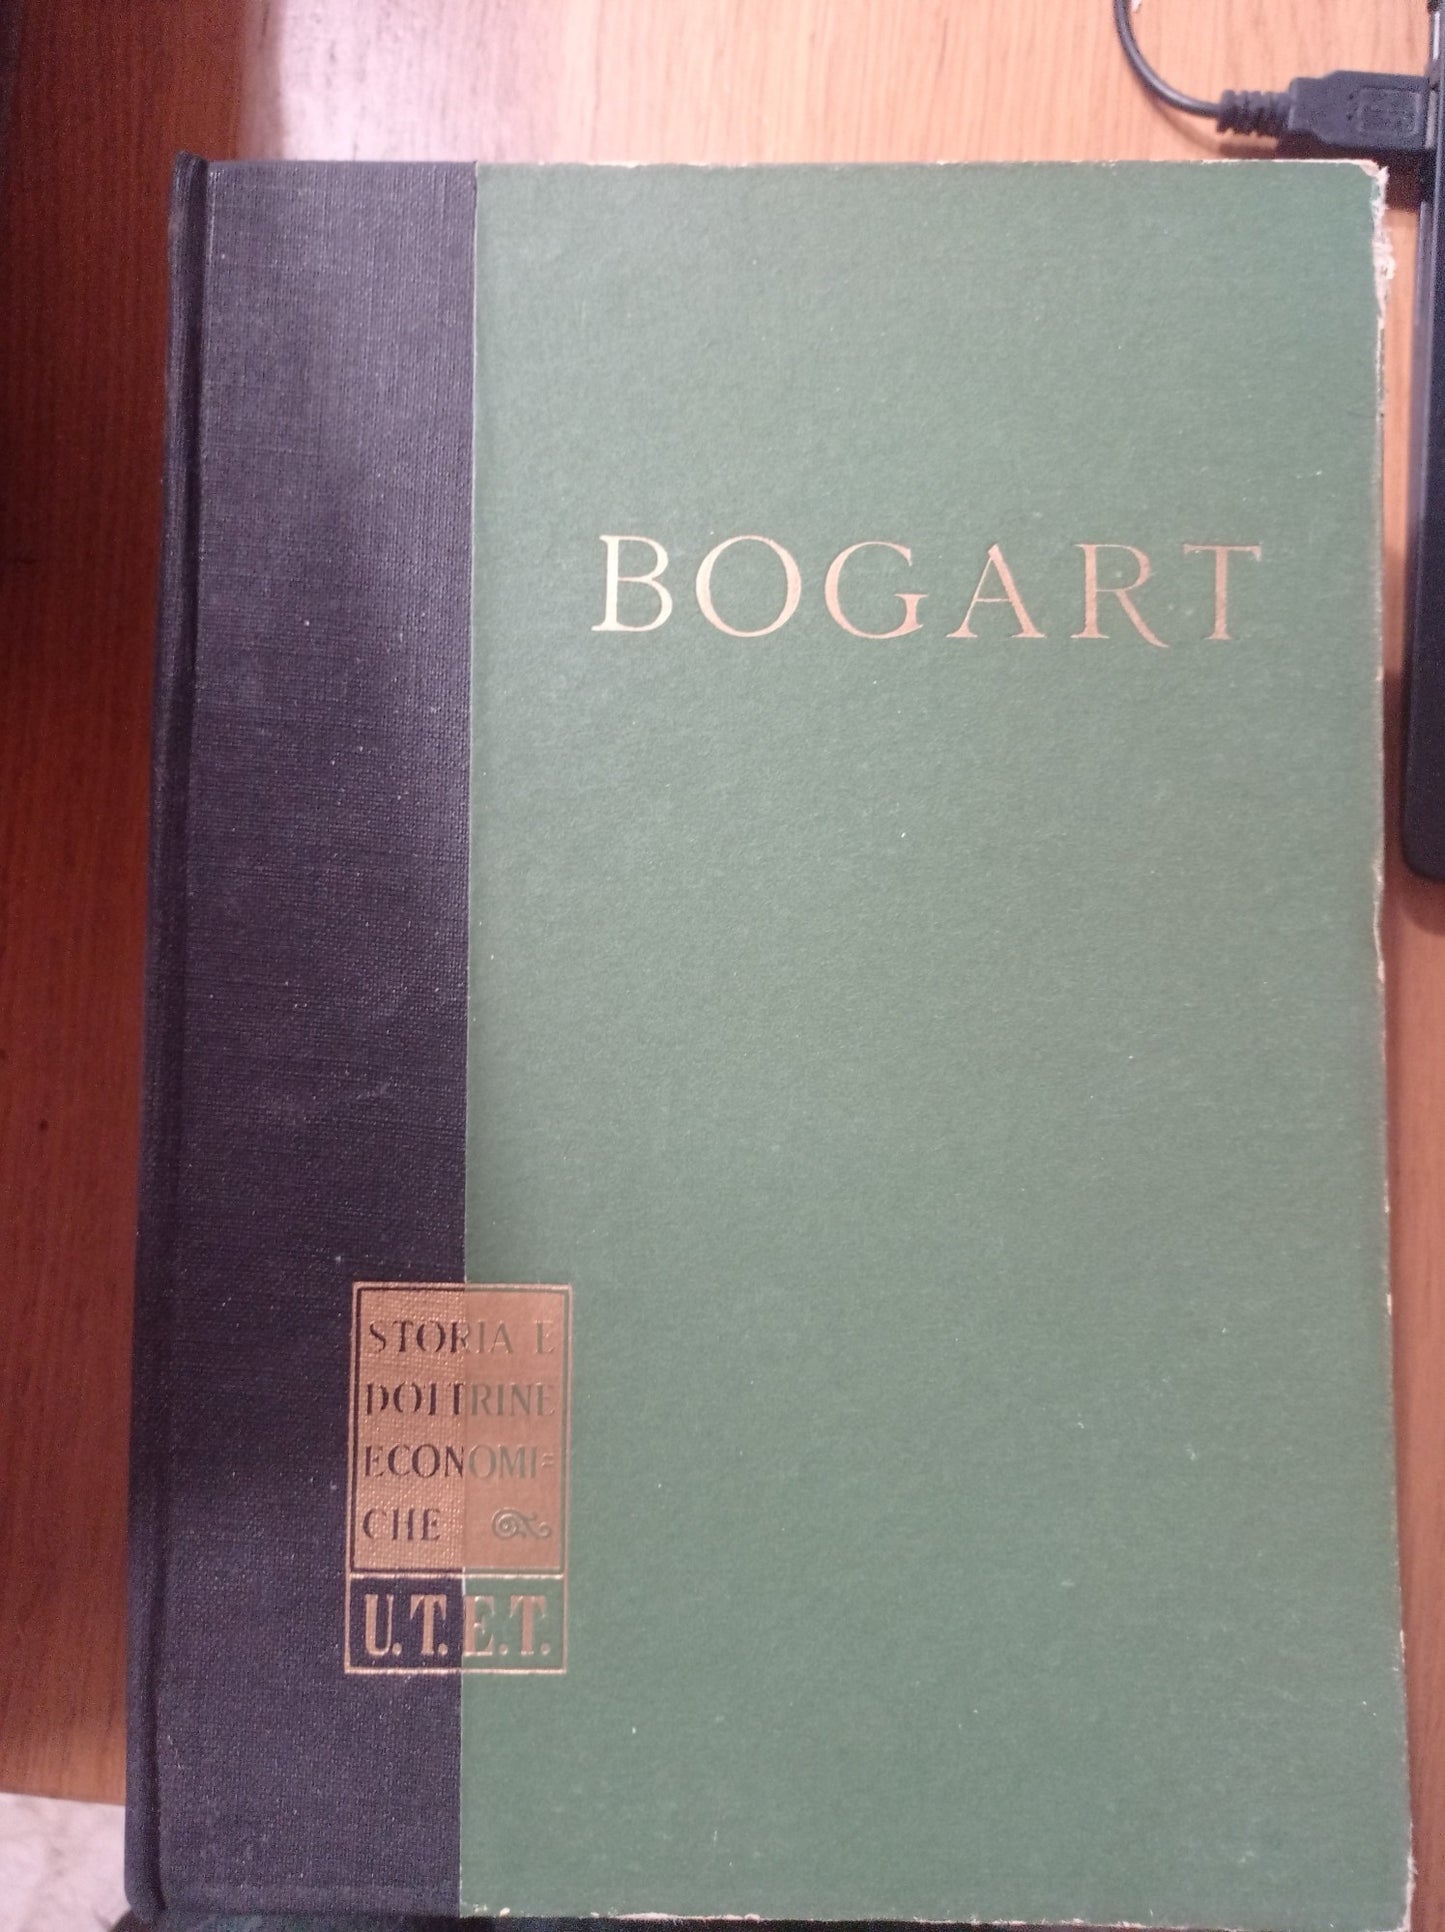 BOGART
STORIA E
DOTTRINE
ECONOMI=
CHE
U.T.E.T.